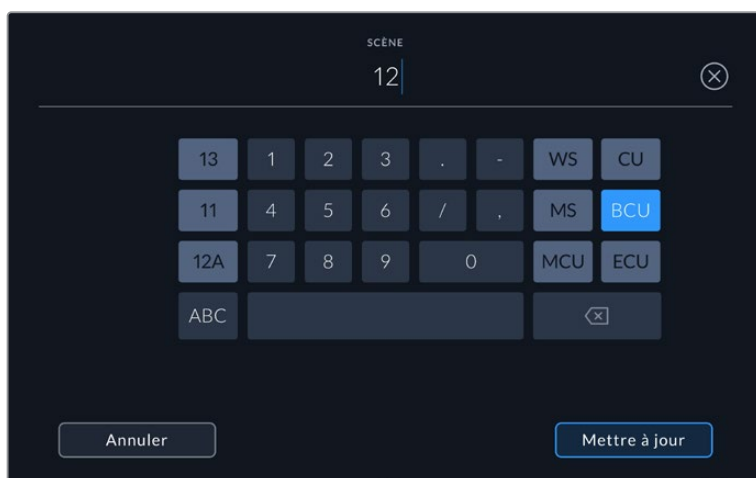 SCÈNE
12
13 1 2 3 . - WS CU
11 4 5 6 / , MS BCU
12A 7 8 9 0 MCU ECU
ABC
Annuler Mettre à jour